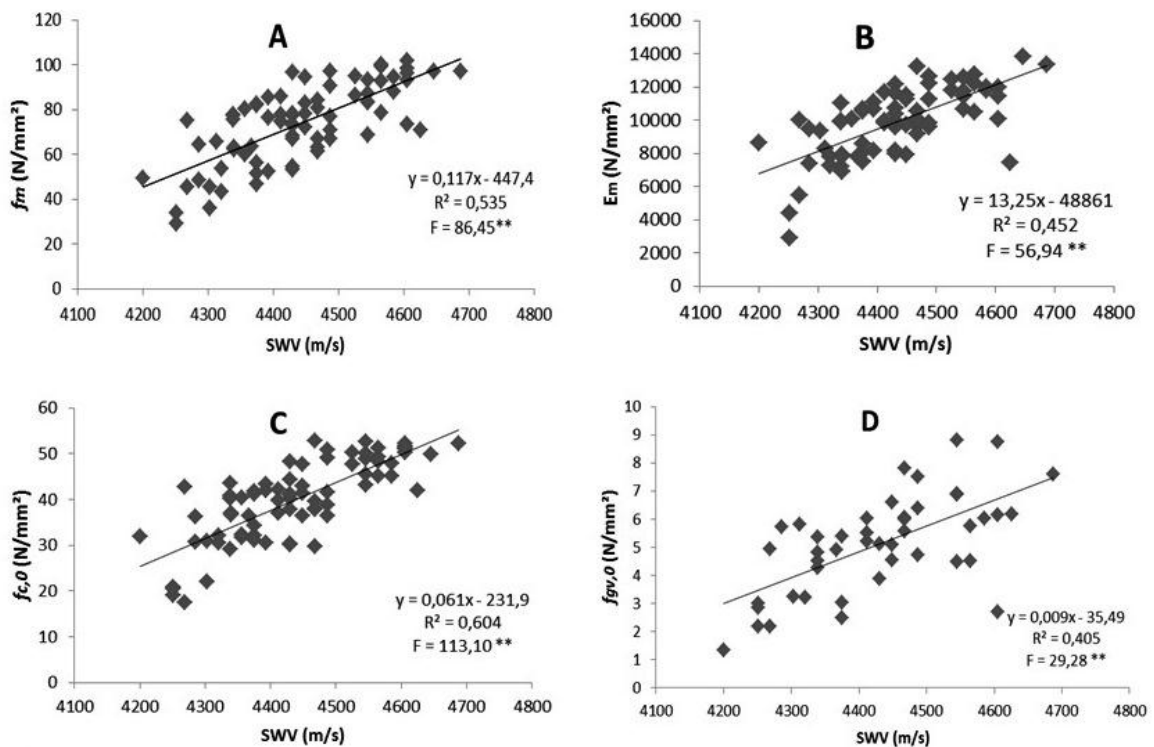 A
120
100
80
60
40
20
0
fm (N/mm²)
y = 0,117x - 447,4
R² = 0,535
F = 86,45**
4100 4200 4300 4400 4500 4600 4700 4800
SWV (m/s)
B
16000
14000
12000
10000
8000
6000
4000
2000
0
Em (N/mm²)
y = 13,25x - 48861
R² = 0,452
F = 56,94 **
4100 4200 4300 4400 4500 4600 4700 4800
SWV (m/s)
C
60
50
40
30
20
10
0
fc,0 (N/mm²)
y = 0,061x - 231,9
R² = 0,604
F = 113,10 **
4100 4200 4300 4400 4500 4600 4700 4800
SWV (m/s)
D
10
9
8
7
6
5
4
3
2
1
0
fgv,0 (N/mm²)
y = 0,009x - 35,49
R² = 0,405
F = 29,28 **
4100 4200 4300 4400 4500 4600 4700 4800
SWV (m/s)